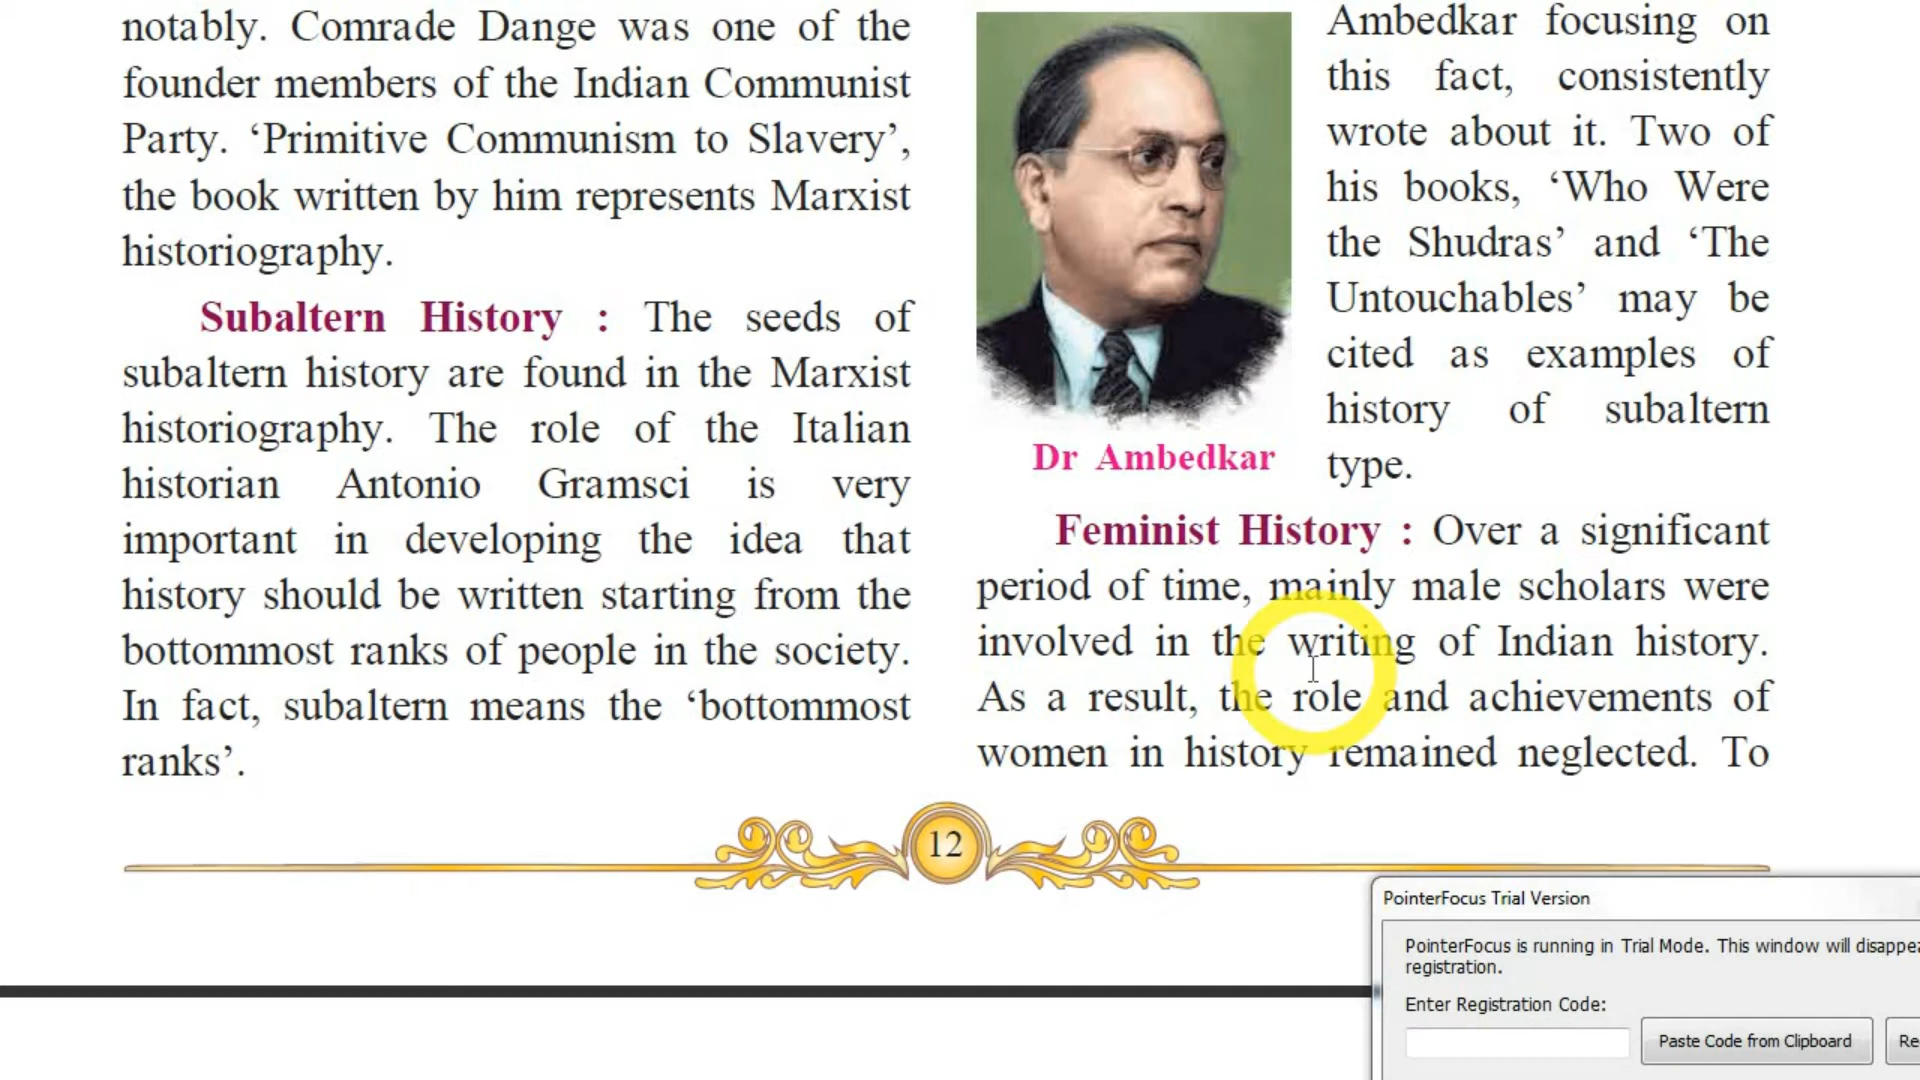 notably. Comrade Dange was one of the
founder members of the Indian Communist
Party. ‘Primitive Communism to Slavery’,
the book written by him represents Marxist
historiography.
Subaltern History : The seeds of
subaltern history are found in the Marxist
historiography. The role of the Italian
historian Antonio Gramsci is very
important in developing the idea that
history should be written starting from the
bottommost ranks of people in the society.
In fact, subaltern means the ‘bottommost
ranks’.
Dr Ambedkar
Ambedkar focusing on
this fact, consistently
wrote about it. Two of
his books, ‘Who Were
the Shudras’ and ‘The
Untouchables’ may be
cited as examples of
history of subaltern
type.
Feminist History : Over a significant
period of time, mainly male scholars were
involved in the writing of Indian history.
As a result, the role and achievements of
women in history remained neglected. To
12
PointerFocus Trial Version
PointerFocus is running in Trial Mode. This window will
registration.
Enter Registration Code:
Paste Code from Clipboard